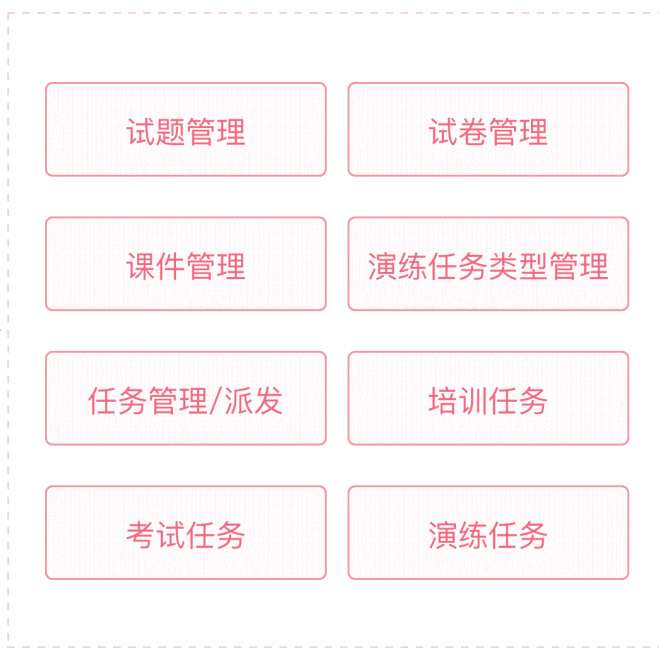 试题管理
试卷管理
课件管理
演练任务类型管理
任务管理/派发
培训任务
考试任务
演练任务